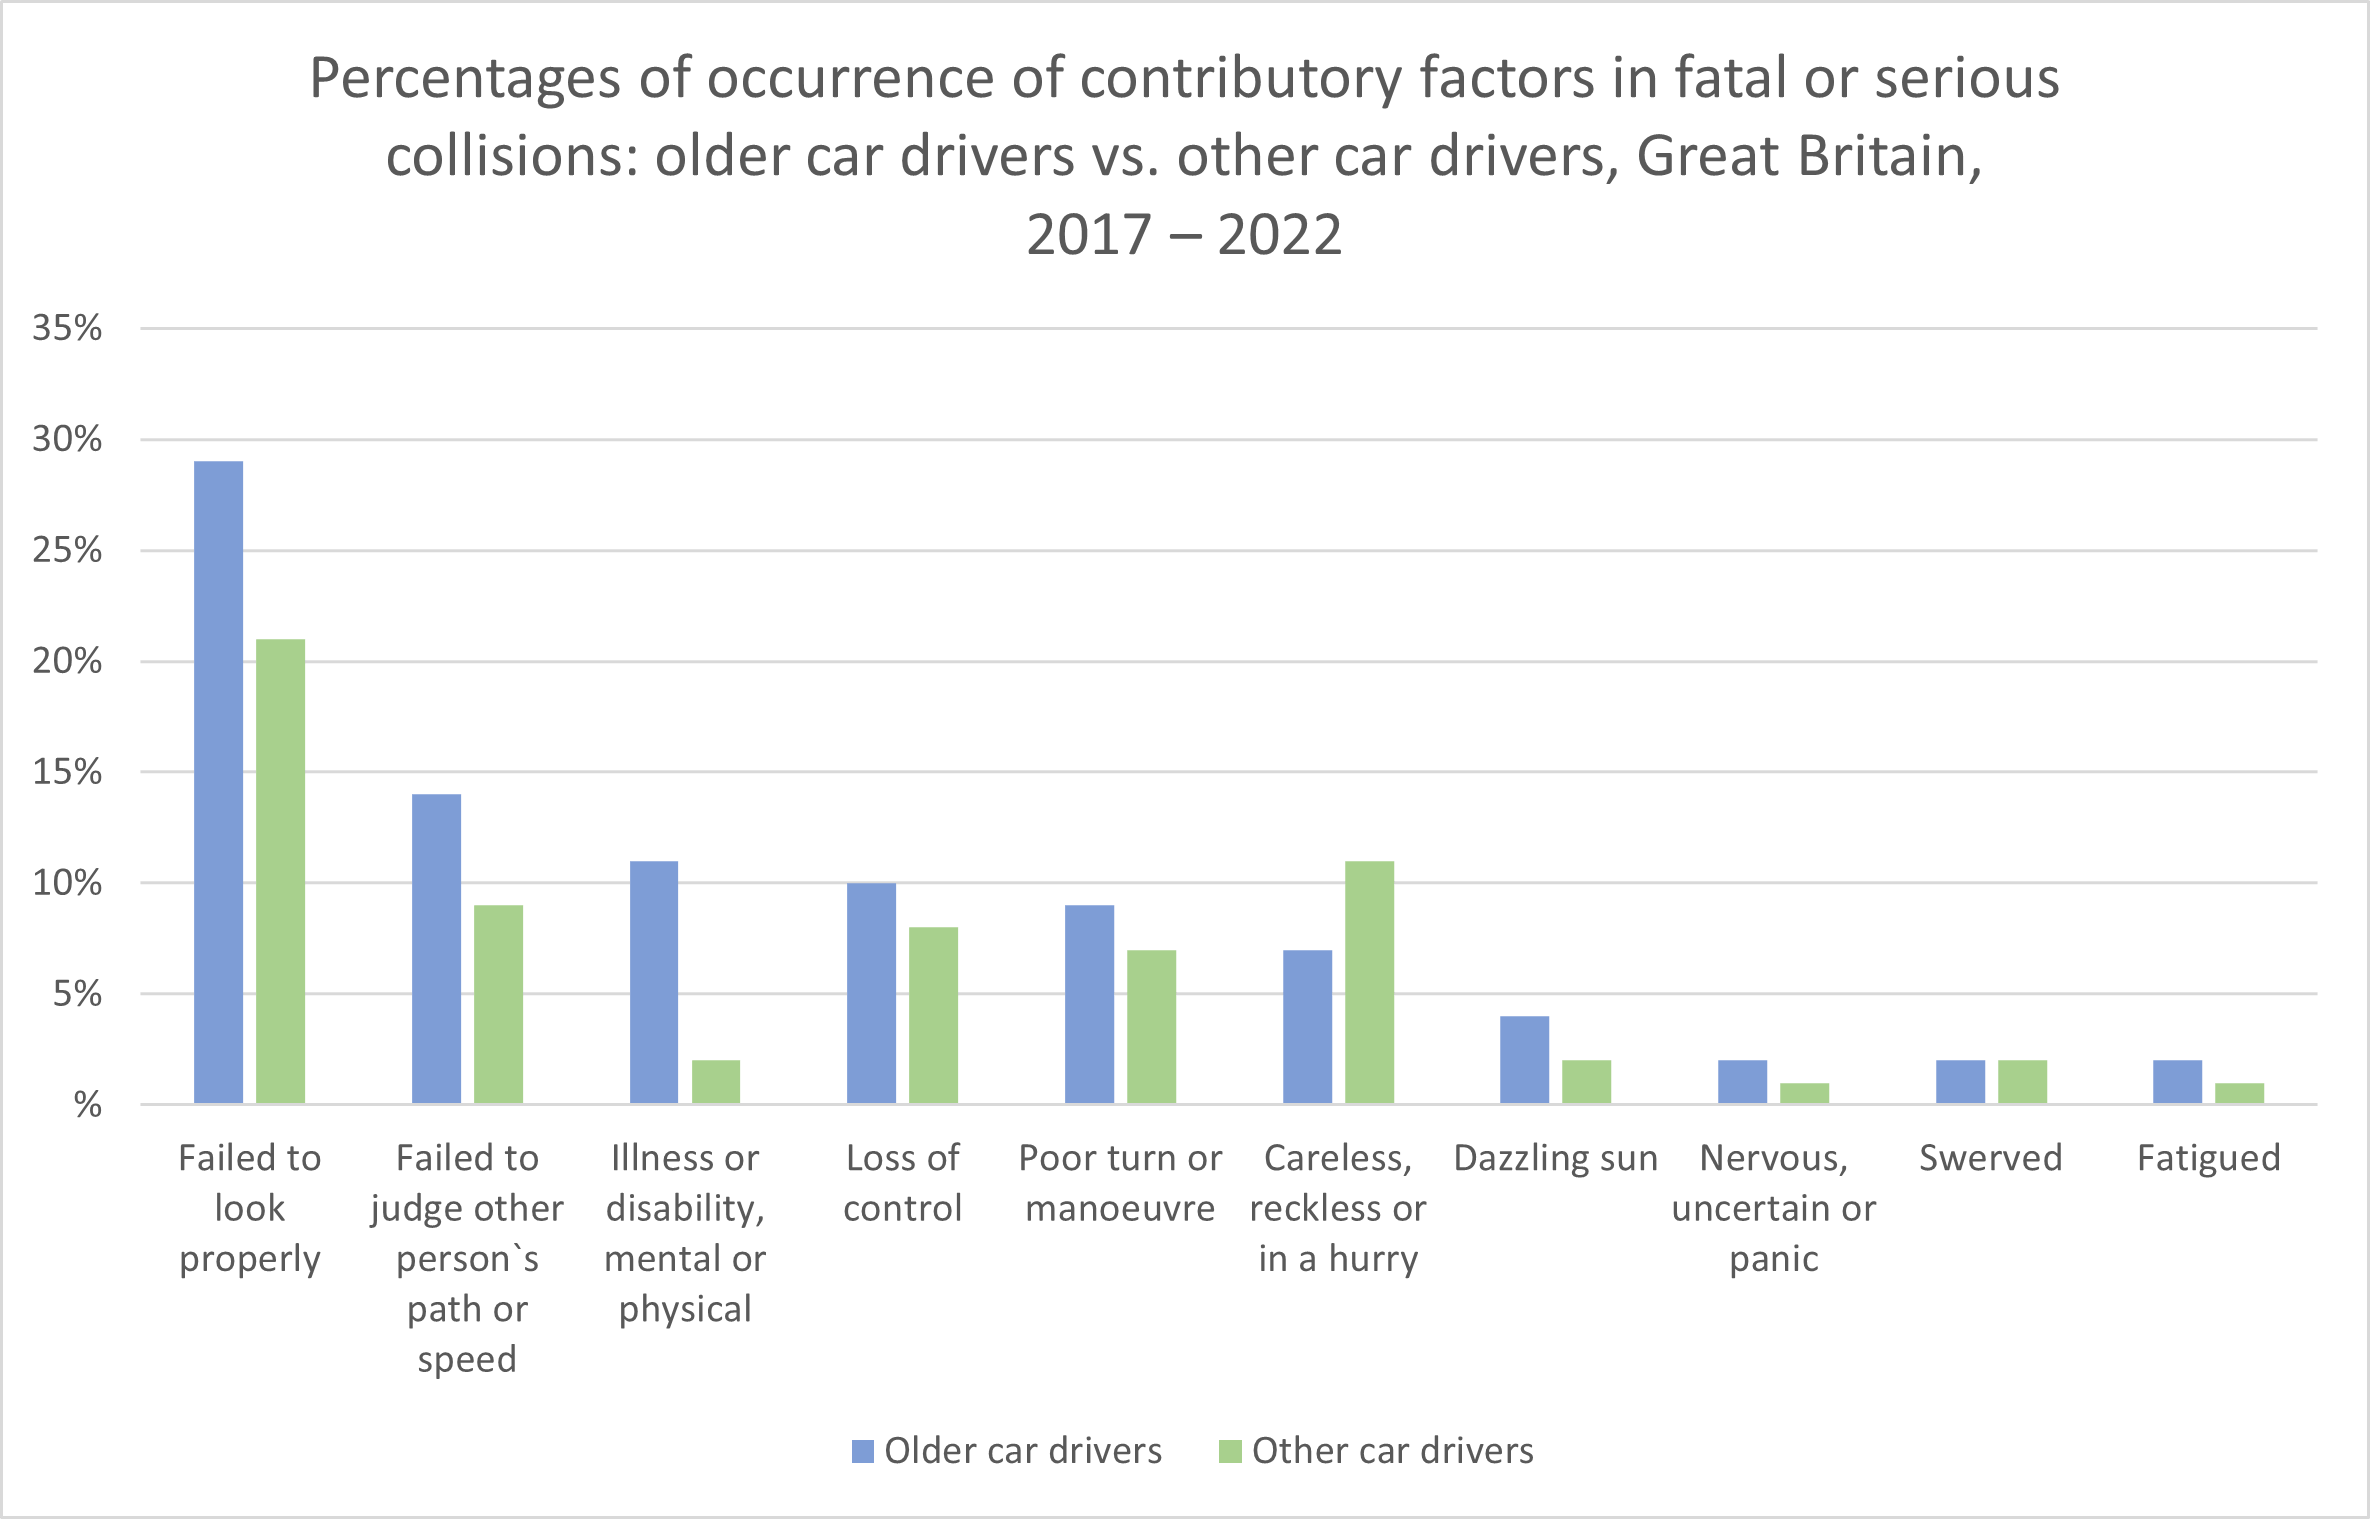 Percentages of occurrence of contributory factors in fatal or serious
collisions: older car drivers vs. other car drivers, Great Britain,
2017 – 2022
35%
30%
25%
20%
15%
10%
5%
%
Failed to
look
properly
Failed to
judge other
person`s
path or
speed
Illness or
disability,
mental or
physical
Loss of
control
Poor turn or
manoeuvre
Careless,
reckless or
in a hurry
Dazzling sun
Nervous,
uncertain or
panic
Swerved
Fatigued
Older car drivers
Other car drivers